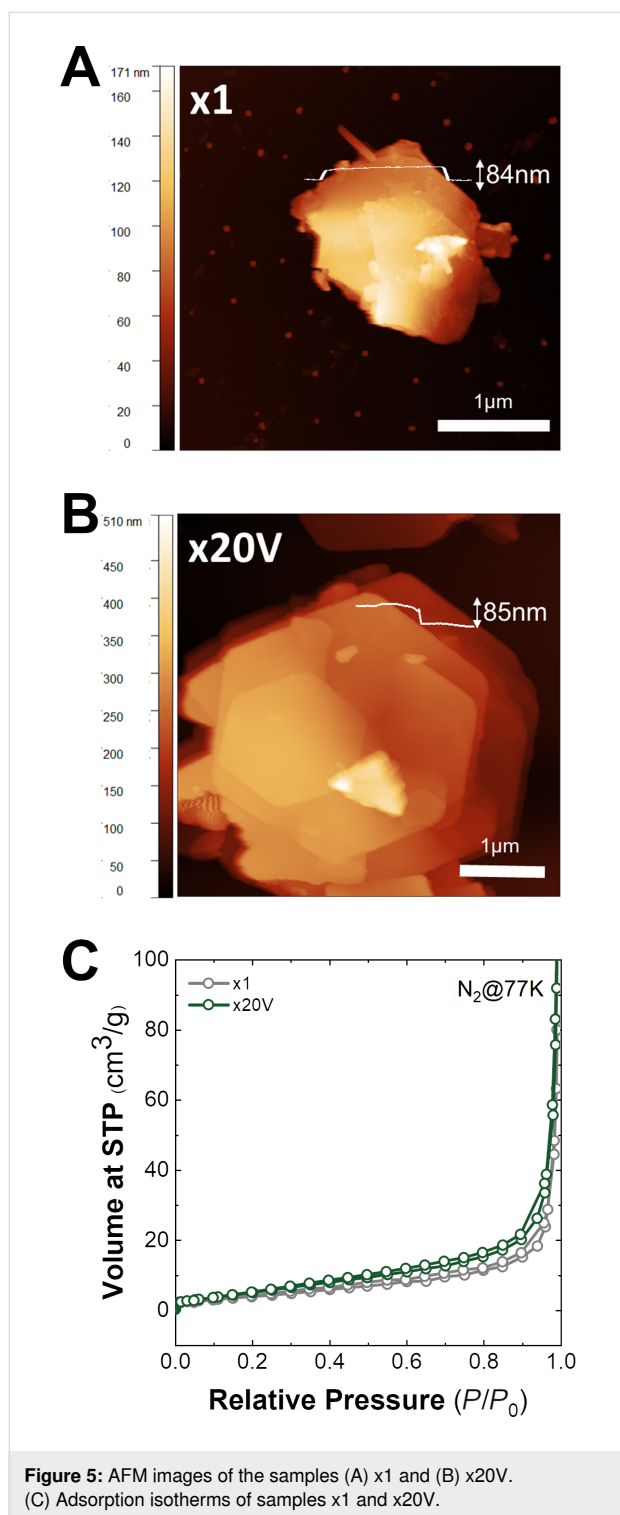 A
171 nm
160
140
120
100
80
60
40
20
0
x1
84nm
1µm
B
510 nm
450
400
350
300
250
200
150
100
50
0
x20V
85nm
1µm
C
100
80
60
40
20
0
Volume at STP (cm³/g)
x1
x20V
N₂@77K
0.0 0.2 0.4 0.6 0.8 1.0
Relative Pressure (P/P₀)
Figure 5: AFM images of the samples (A) x1 and (B) x20V.
(C) Adsorption isotherms of samples x1 and x20V.